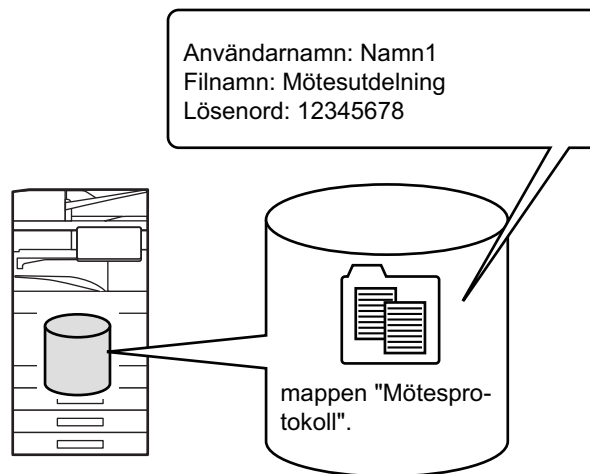 Användarnamn: Namn1
Filnamn: Mötesutdelning
Lösenord: 12345678
mappen "Mötespro-
tokoll".